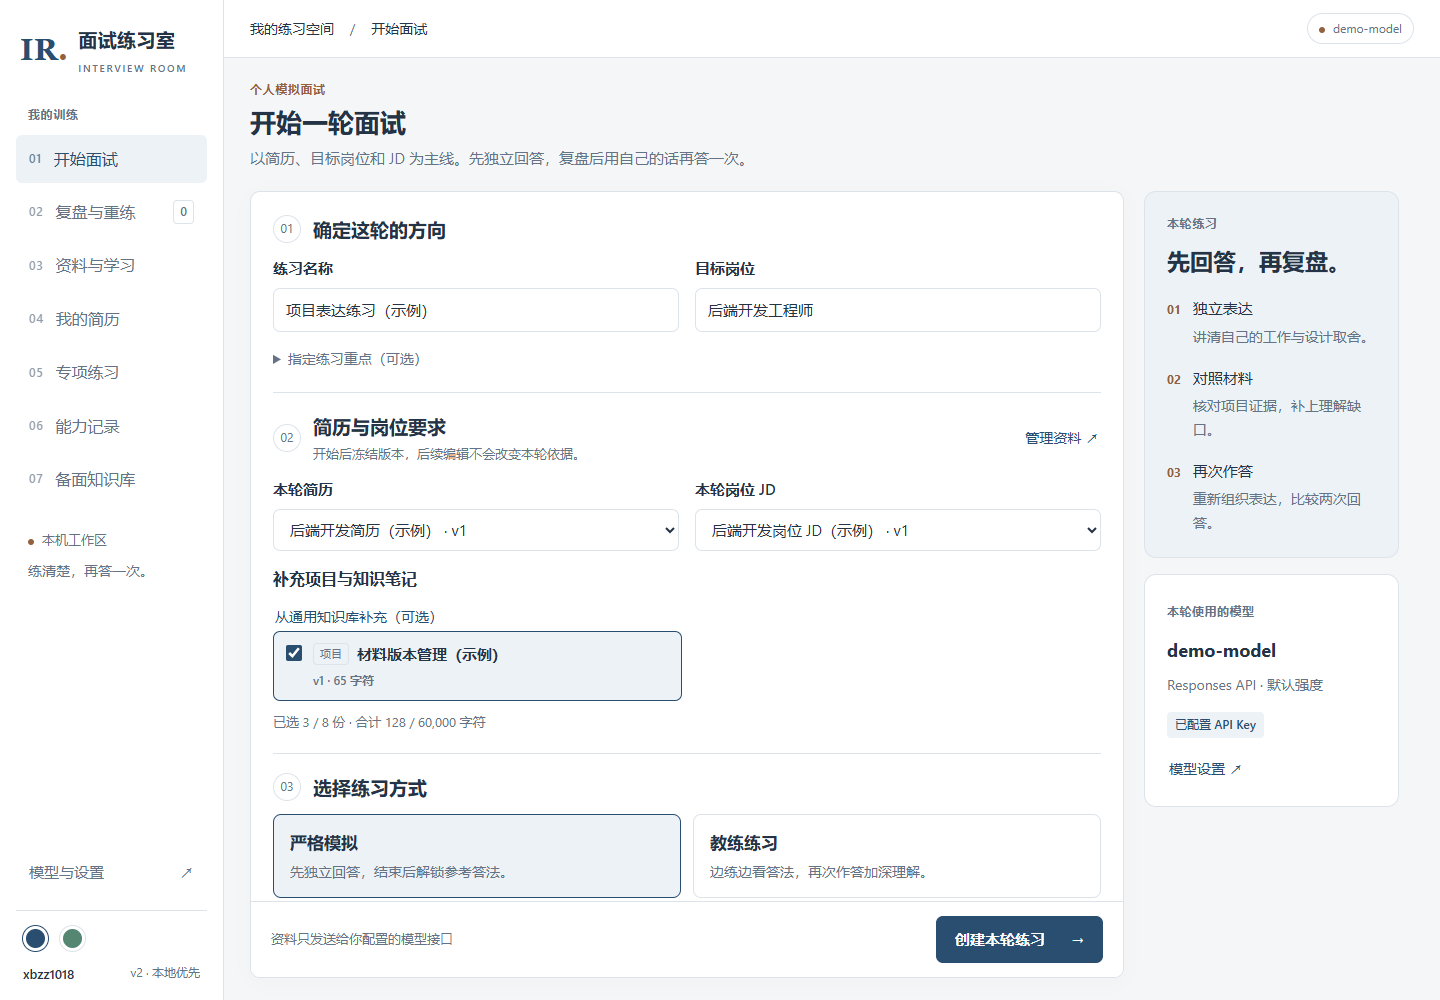 IR.
面试练习室
INTERVIEW ROOM
我的训练
01 开始面试
02 复盘与重练 0
03 资料与学习
04 我的简历
05 专项练习
06 能力记录
07 备面知识库
本机工作区
练清楚，再答一次。
模型与设置 ↗
xbzz1018 v2 · 本地优先
我的练习空间 / 开始面试
demo-model
个人模拟面试
开始一轮面试
以简历、目标岗位和 JD 为主线。先独立回答，复盘后用自己的话再答一次。
01 确定这轮的方向
练习名称 目标岗位
项目表达练习（示例） 后端开发工程师
指定练习重点（可选）
02 简历与岗位要求
开始后冻结版本，后续编辑不会改变本轮依据。
管理资料 ↗
本轮简历 本轮岗位 JD
后端开发简历（示例） · v1 后端开发岗位 JD（示例） · v1
补充项目与知识笔记
从通用知识库补充（可选）
项目 材料版本管理（示例）
v1 · 65 字符
已选 3 / 8 份 · 合计 128 / 60,000 字符
03 选择练习方式
严格模拟
先独立回答，结束后解锁参考答法。
教练练习
边练边看答法，再次作答加深理解。
资料只发送给你配置的模型接口
创建本轮练习 →
本轮练习
先回答，再复盘。
01 独立表达
讲清自己的工作与设计取舍。
02 对照材料
核对项目证据，补上理解缺
口。
03 再次作答
重新组织表达，比较两次回
答。
本轮使用的模型
demo-model
Responses API · 默认强度
已配置 API Key
模型设置 ↗